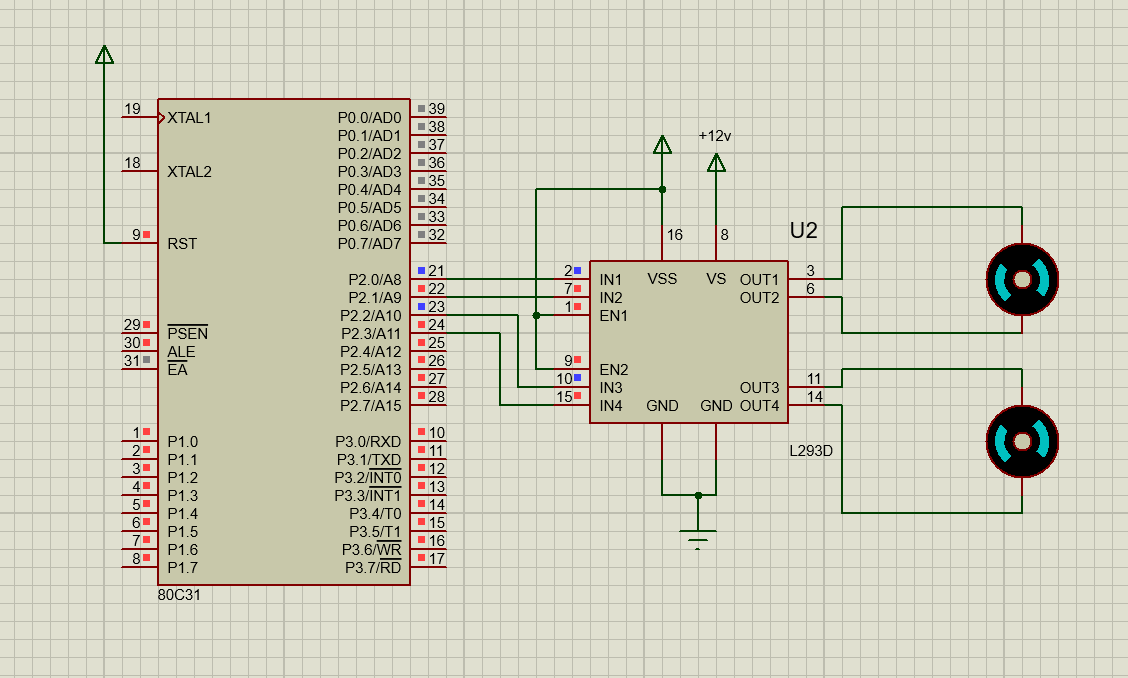 19 XTAL1
18 XTAL2
9 RST
29 PSEN
30 ALE
31 EA
1 P1.0
2 P1.1
3 P1.2
4 P1.3
5 P1.4
6 P1.5
7 P1.6
8 P1.7
P0.0/AD0 39
P0.1/AD1 38
P0.2/AD2 37
P0.3/AD3 36
P0.4/AD4 35
P0.5/AD5 34
P0.6/AD6 33
P0.7/AD7 32
P2.0/A8 21
P2.1/A9 22
P2.2/A10 23
P2.3/A11 24
P2.4/A12 25
P2.5/A13 26
P2.6/A14 27
P2.7/A15 28
P3.0/RXD 10
P3.1/TXD 11
P3.2/INT0 12
P3.3/INT1 13
P3.4/T0 14
P3.5/T1 15
P3.6/WR 16
P3.7/RD 17
80C31
+12v
16 8
U2
VSS VS
2 IN1
7 IN2
1 EN1
9 EN2
10 IN3
15 IN4
GND GND
OUT1 3
OUT2 6
OUT3 11
OUT4 14
L293D